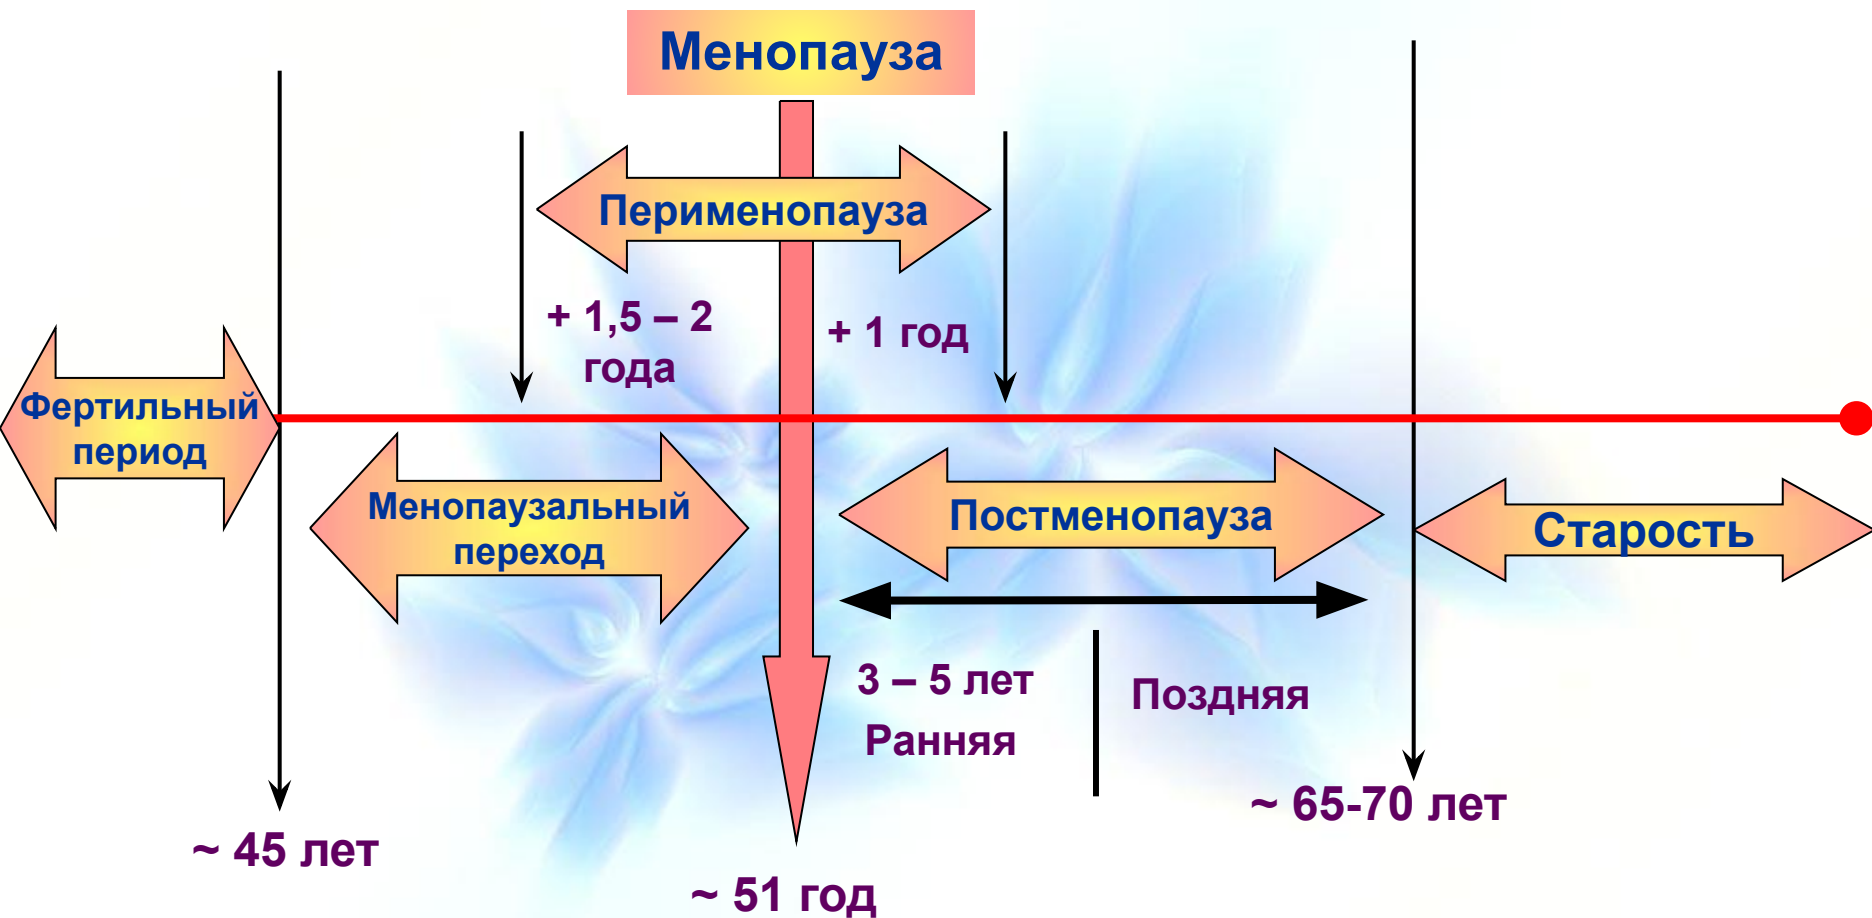 Менопауза
Перименопауза
+ 1,5 – 2
года
+ 1 год
Фертильный
период
Менопаузальный
переход
Постменопауза
Старость
3 – 5 лет
Ранняя
Поздняя
~ 45 лет
~ 51 год
~ 65-70 лет